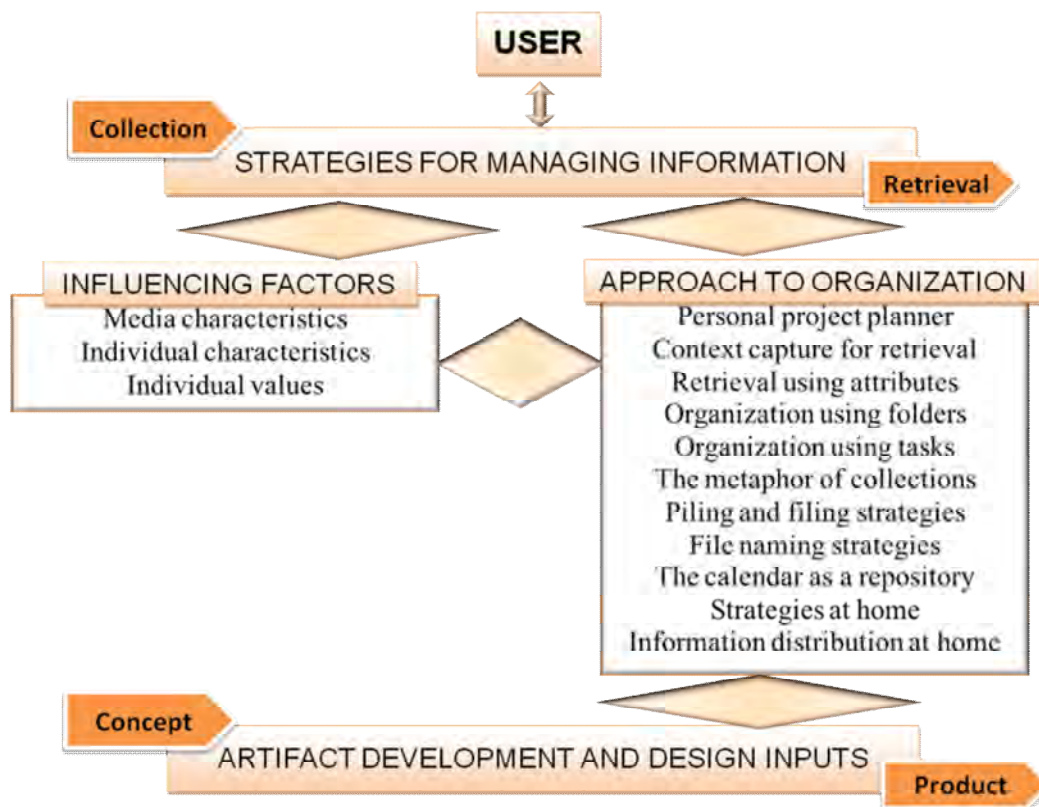 USER
Collection
STRATEGIES FOR MANAGING INFORMATION
Retrieval
INFLUENCING FACTORS
Media characteristics
Individual characteristics
Individual values
APPROACH TO ORGANIZATION
Personal project planner
Context capture for retrieval
Retrieval using attributes
Organization using folders
Organization using tasks
The metaphor of collections
Piling and filing strategies
File naming strategies
The calendar as a repository
Strategies at home
Information distribution at home
Concept
ARTIFACT DEVELOPMENT AND DESIGN INPUTS
Product